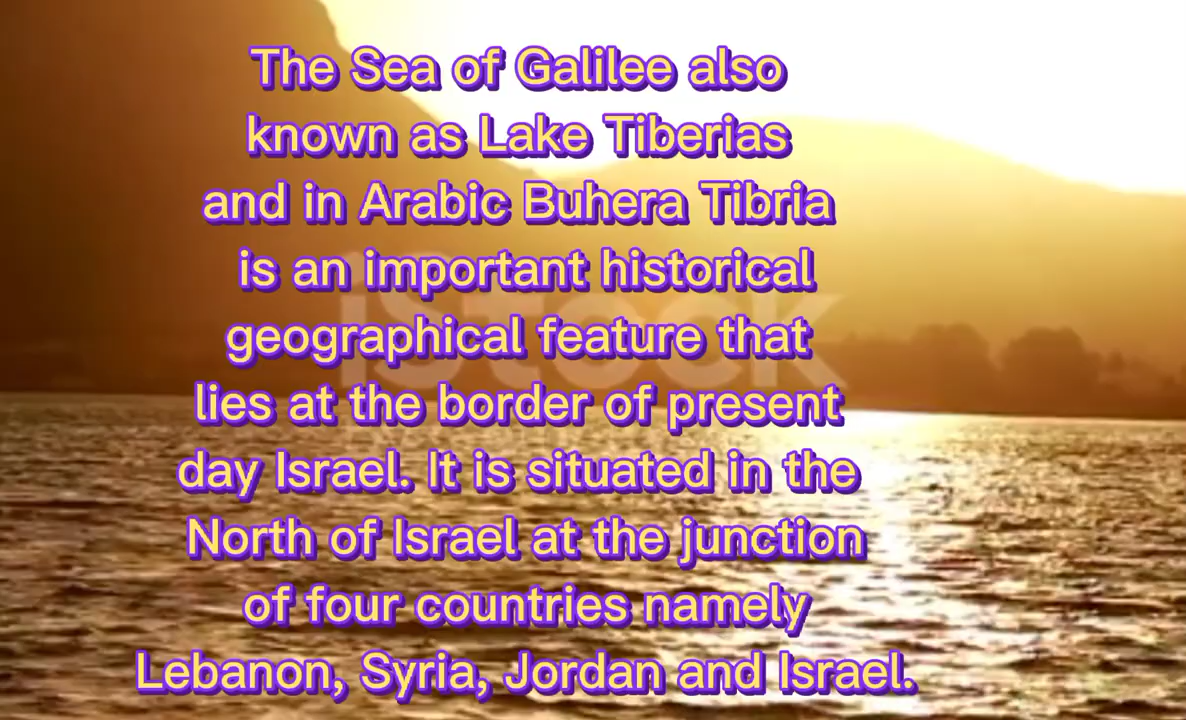 The Sea of Galilee also
known as Lake Tiberias
and in Arabic Buhera Tibria
is an important historical
geographical feature that
iStock
lies at the border of present
day Israel. It is situated in the
North of Israel at the junction
of four countries namely
Lebanon, Syria, Jordan and Israel.